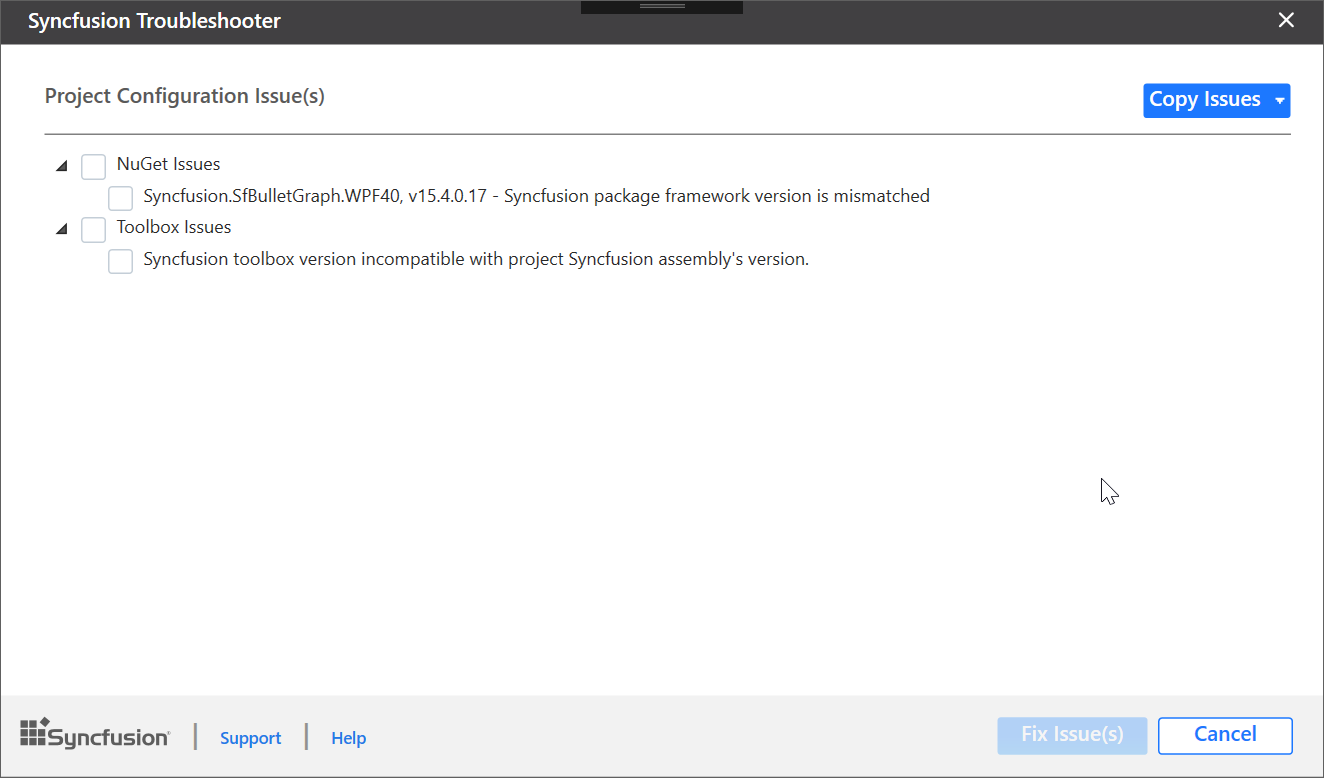 Syncfusion Troubleshooter
Project Configuration Issue(s)
Copy Issues
NuGet Issues
Syncfusion.SfBulletGraph.WPF40, v15.4.0.17 - Syncfusion package framework version is mismatched
Toolbox Issues
Syncfusion toolbox version incompatible with project Syncfusion assembly's version.
Syncfusion | Support | Help
Fix Issue(s) Cancel